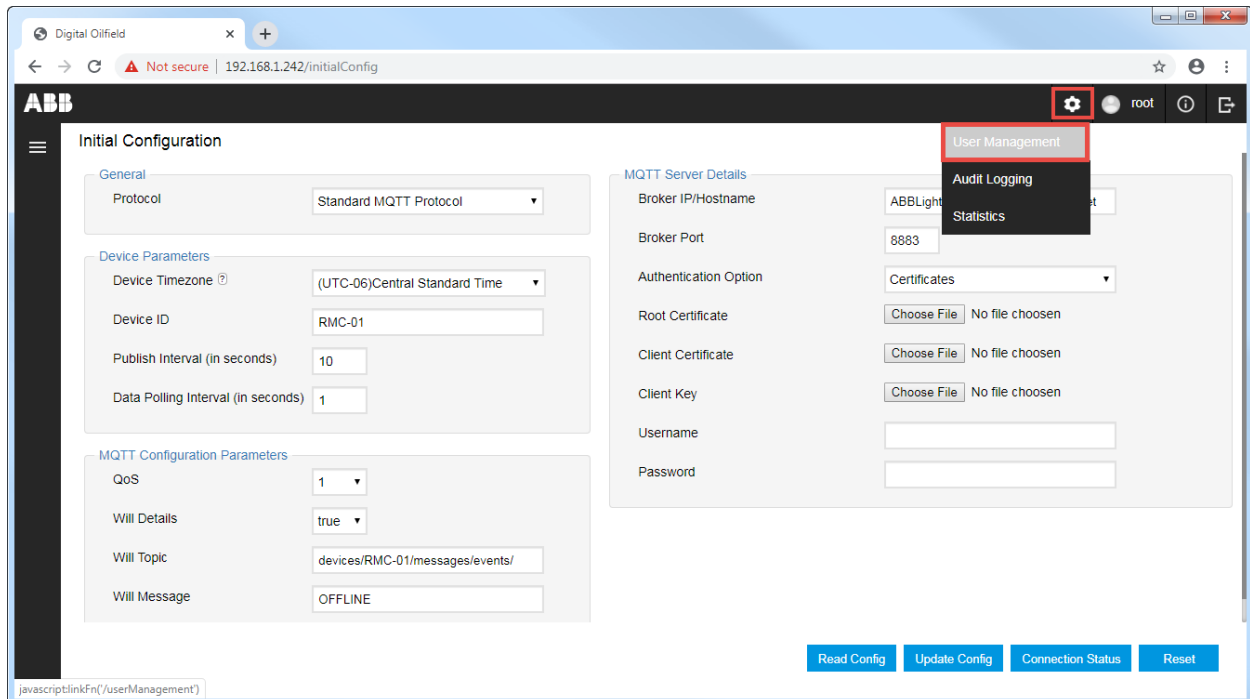 Digital Oilfield
Not secure | 192.168.1.242/initialConfig
ABB
root
Initial Configuration
User Management
Audit Logging
Statistics
General
Protocol
Standard MQTT Protocol
Device Parameters
Device Timezone ?
(UTC-06)Central Standard Time
Device ID
RMC-01
Publish Interval (in seconds)
10
Data Polling Interval (in seconds)
1
MQTT Configuration Parameters
QoS
1
Will Details
true
Will Topic
devices/RMC-01/messages/events/
Will Message
OFFLINE
MQTT Server Details
Broker IP/Hostname
ABBLight
Broker Port
8883
Authentication Option
Certificates
Root Certificate
Choose File No file choosen
Client Certificate
Choose File No file choosen
Client Key
Choose File No file choosen
Username
Password
Read Config
Update Config
Connection Status
Reset
javascript:linkFn('/userManagement')